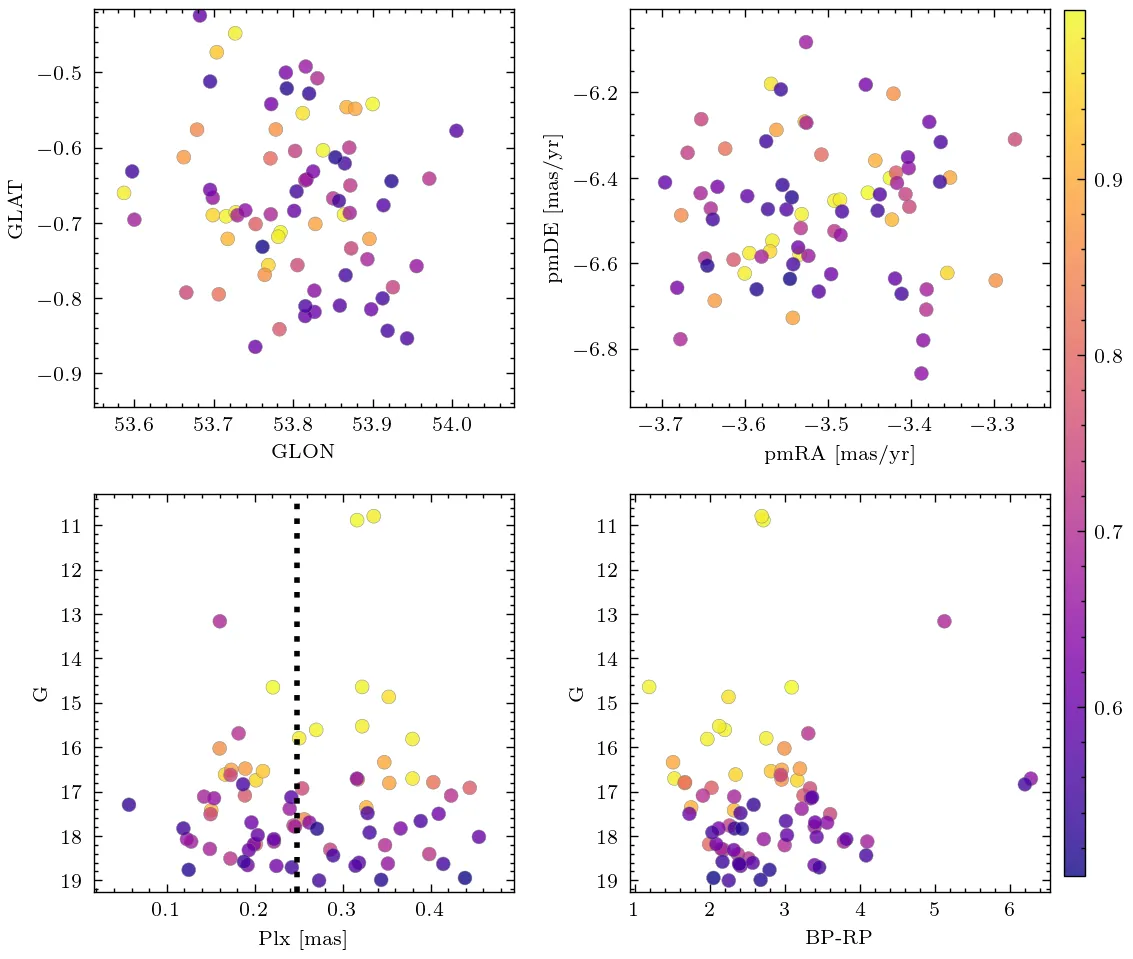 −0.5
−0.6
−0.7
−0.8
−0.9
GLAT
53.6 53.7 53.8 53.9 54.0
GLON
−6.2
−6.4
−6.6
−6.8
pmDE [mas/yr]
−3.7 −3.6 −3.5 −3.4 −3.3
pmRA [mas/yr]
0.9
0.8
0.7
0.6
11
12
13
14
15
16
17
18
19
G
0.1 0.2 0.3 0.4
Plx [mas]
11
12
13
14
15
16
17
18
19
G
1 2 3 4 5 6
BP-RP